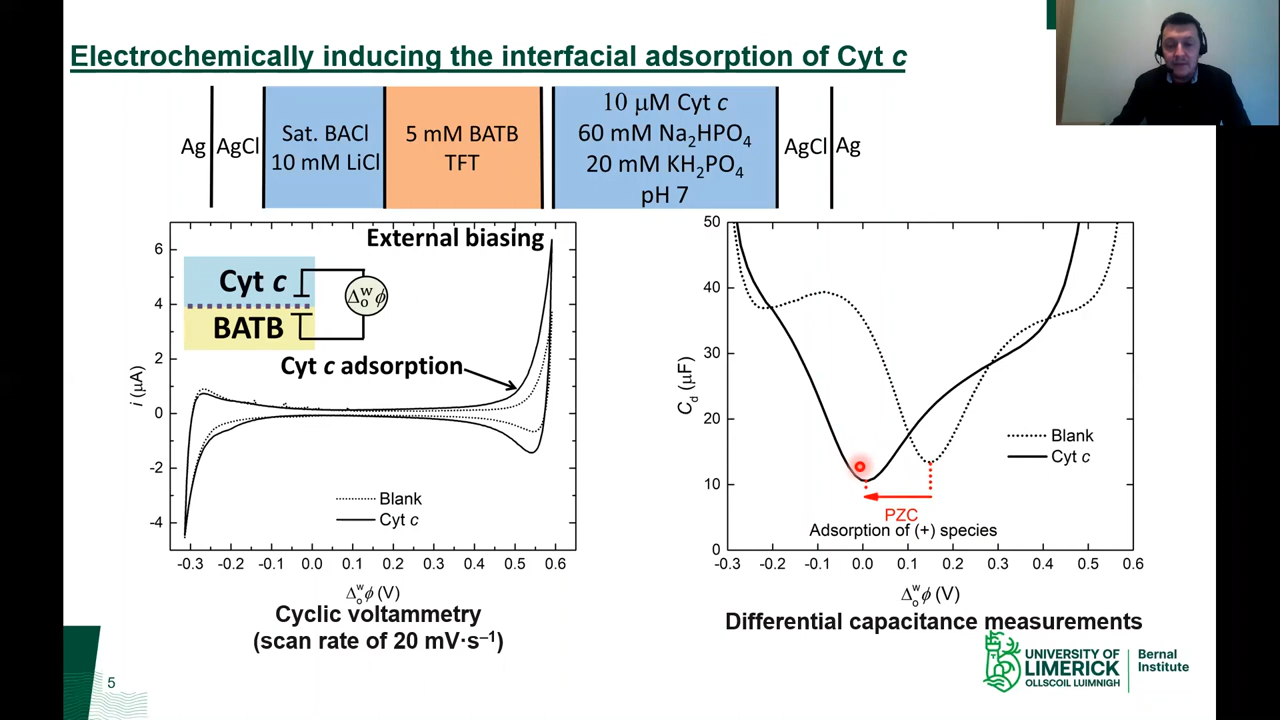 Electrochemically inducing the interfacial adsorption of Cyt c
Ag
AgCl
Sat. BACl
10 mM LiCl
5 mM BATB
TFT
10 μM Cyt c
60 mM Na₂HPO₄
20 mM KH₂PO₄
pH 7
AgCl
Ag
External biasing
Cyt c
BATB
Δ w o ϕ
Cyt c adsorption
i (μA)
6
4
2
0
-2
-4
Blank
Cyt c
-0.3 -0.2 -0.1 0.0 0.1 0.2 0.3 0.4 0.5 0.6
Δ w o ϕ (V)
Cyclic voltammetry
(scan rate of 20 mV·s⁻¹)
C d (μF)
50
40
30
20
10
0
Blank
Cyt c
PZC
Adsorption of (+) species
-0.3 -0.2 -0.1 0.0 0.1 0.2 0.3 0.4 0.5 0.6
Δ w o ϕ (V)
Differential capacitance measurements
5
UNIVERSITY OF
LIMERICK
OLLSCOIL LUIMNIGH
Bernal
Institute